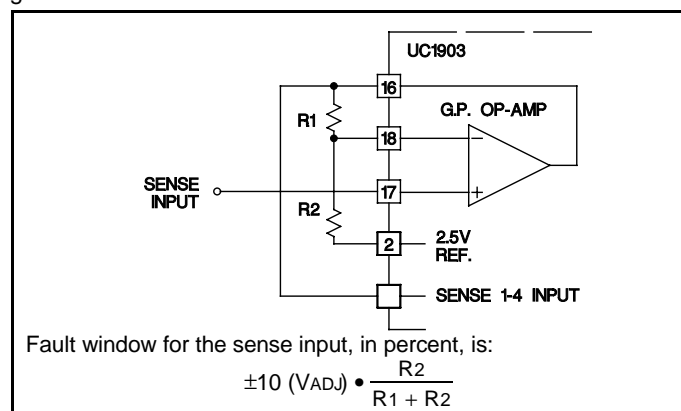 UC1903
16
G.P. OP-AMP
R1
18
−
SENSE
INPUT
17
+
R2
2
2.5V
REF.
SENSE 1-4 INPUT
Fault window for the sense input, in percent, is:
±10 (VADJ) • R2
R1 + R2